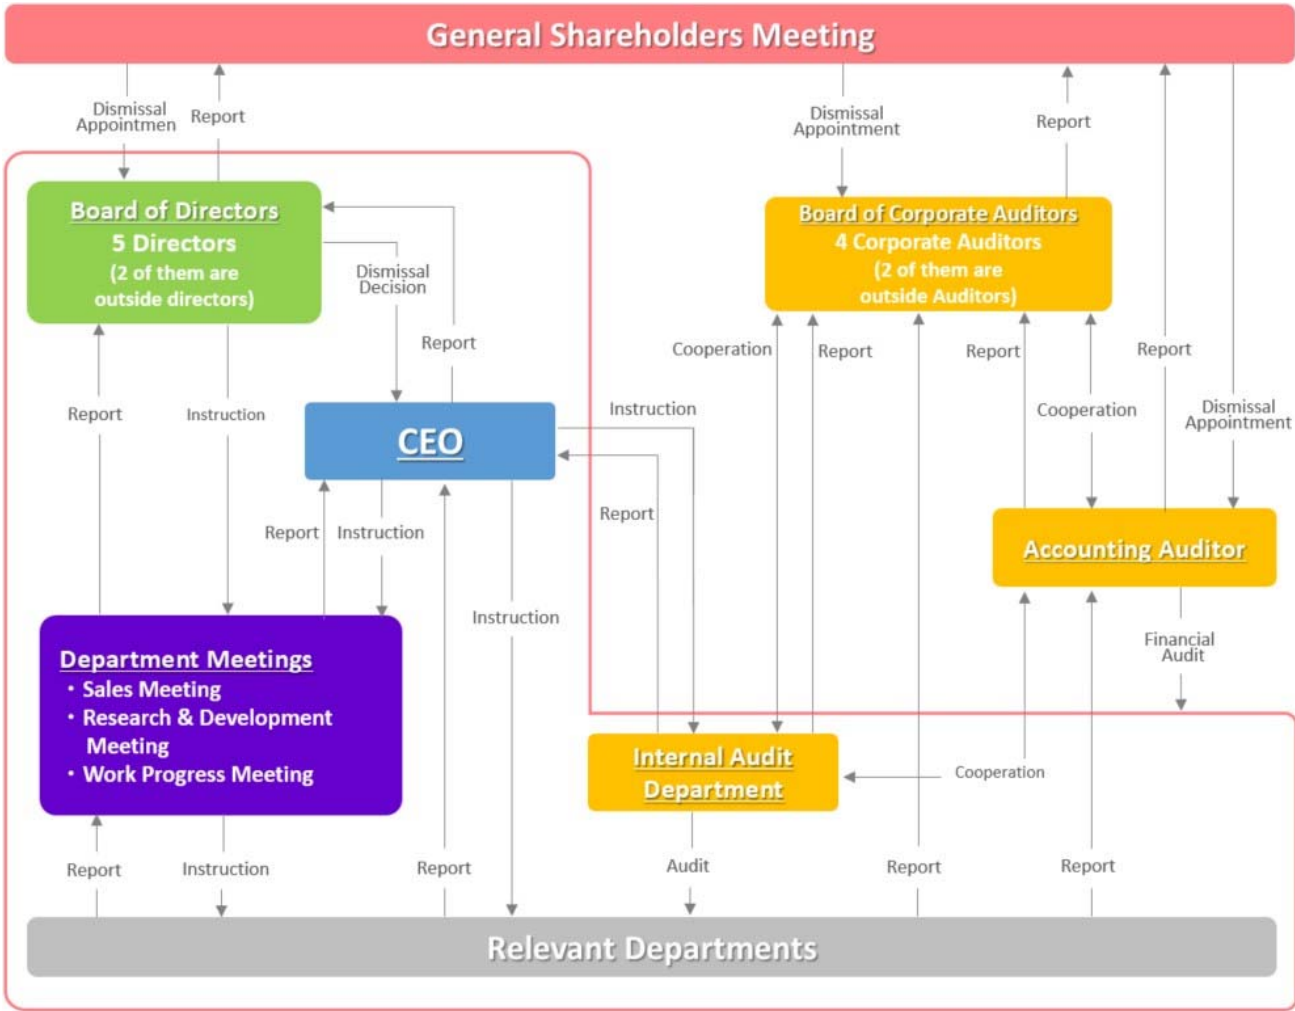 General Shareholders Meeting
Dismissal
Appointmen
Report
Dismissal
Appointment
Report
Board of Directors
5 Directors
(2 of them are
outside directors)
Board of Corporate Auditors
4 Corporate Auditors
(2 of them are
outside Auditors)
Dismissal
Decision
Report
Cooperation
Report
Report
Report
Report
Instruction
Instruction
Cooperation
Dismissal
Appointment
CEO
Report
Instruction
Report
Accounting Auditor
Instruction
Financial
Audit
Department Meetings
・Sales Meeting
・Research & Development
Meeting
・Work Progress Meeting
Internal Audit
Department
Cooperation
Report
Instruction
Report
Audit
Report
Report
Relevant Departments